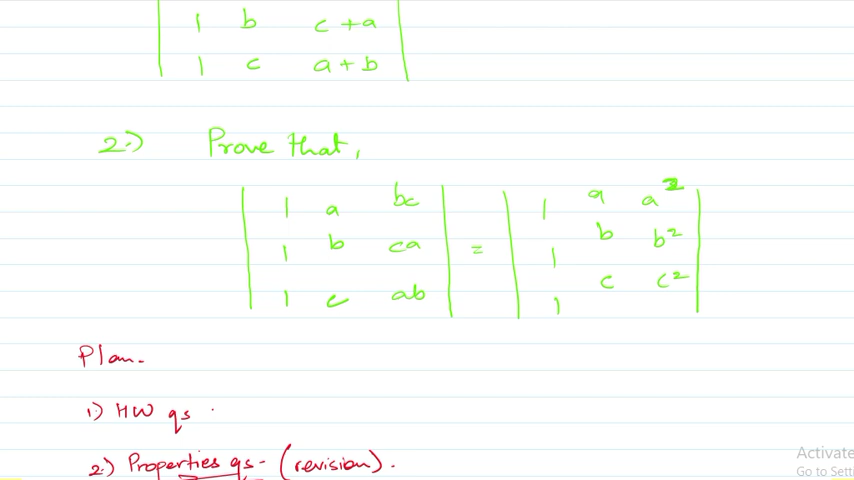 1 b c + a
1 c a + b
2.) Prove that,
| 1 a bc | = | 1 a a² |
| 1 b ca | | 1 b b² |
| 1 c ab | | 1 c c² |
Plan.
1) HW qs.
2.) Properties qs - (revision).
Activate
Go to Setti